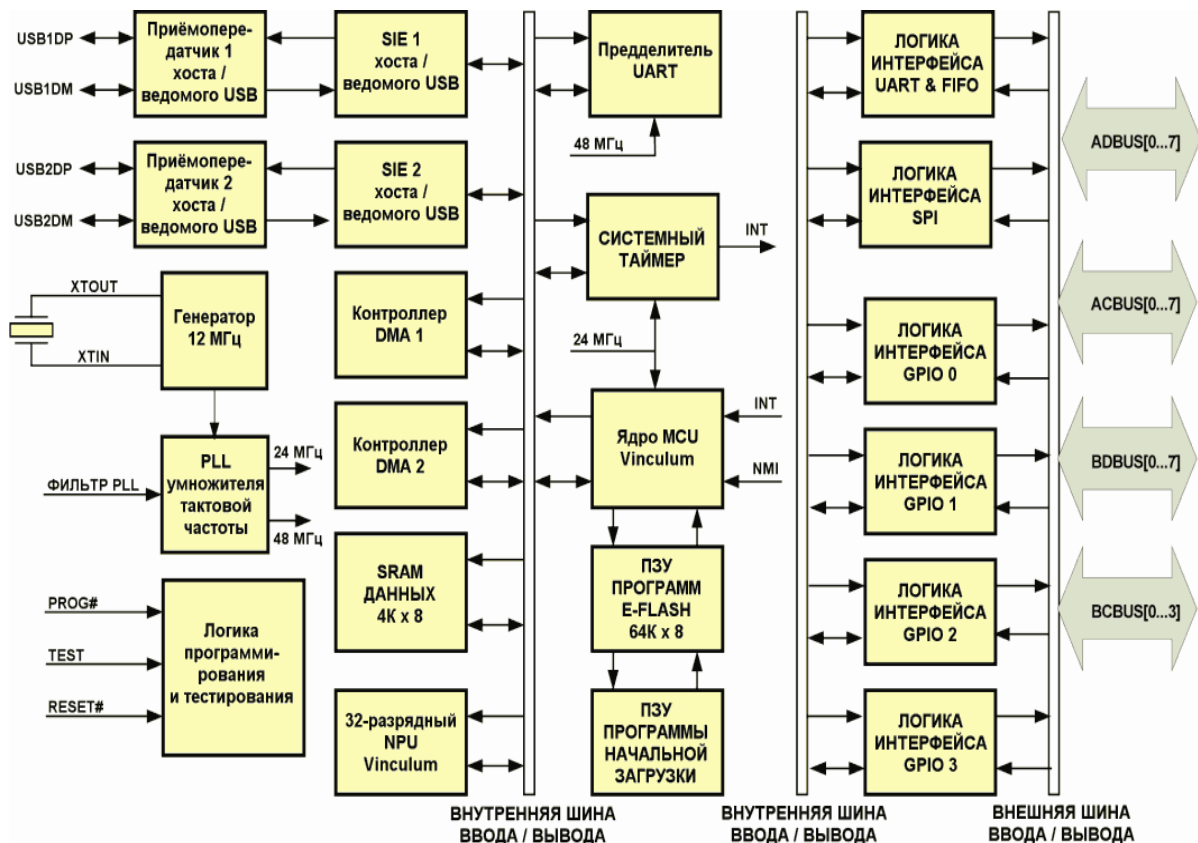 USB1DP
USB1DM
Приёмопере-
датчик 1
хоста /
ведомого USB
SIE 1
хоста /
ведомого USB
USB2DP
USB2DM
Приёмопере-
датчик 2
хоста /
ведомого USB
SIE 2
хоста /
ведомого USB
XTOUT
XTIN
Генератор
12 МГц
ФИЛЬТР PLL
PLL
умножителя
тактовой
частоты
24 МГц
48 МГц
PROG#
TEST
RESET#
Логика
программи-
рования
и тестирования
Контроллер
DMA 1
Контроллер
DMA 2
SRAM
ДАННЫХ
4K x 8
32-разрядный
NPU
Vinculum
ВНУТРЕННЯЯ ШИНА
ВВОДА / ВЫВОДА
Предделитель
UART
48 МГц
СИСТЕМНЫЙ
ТАЙМЕР
INT
24 МГц
Ядро MCU
Vinculum
INT
NMI
ПЗУ
ПРОГРАММ
E-FLASH
64K x 8
ПЗУ
ПРОГРАММЫ
НАЧАЛЬНОЙ
ЗАГРУЗКИ
ВНУТРЕННЯЯ ШИНА
ВВОДА / ВЫВОДА
ЛОГИКА
ИНТЕРФЕЙСА
UART & FIFO
ЛОГИКА
ИНТЕРФЕЙСА
SPI
ЛОГИКА
ИНТЕРФЕЙСА
GPIO 0
ЛОГИКА
ИНТЕРФЕЙСА
GPIO 1
ЛОГИКА
ИНТЕРФЕЙСА
GPIO 2
ЛОГИКА
ИНТЕРФЕЙСА
GPIO 3
ВНЕШНЯЯ ШИНА
ВВОДА / ВЫВОДА
ADBUS[0...7]
ACBUS[0...7]
BDBUS[0...7]
BCBUS[0...3]